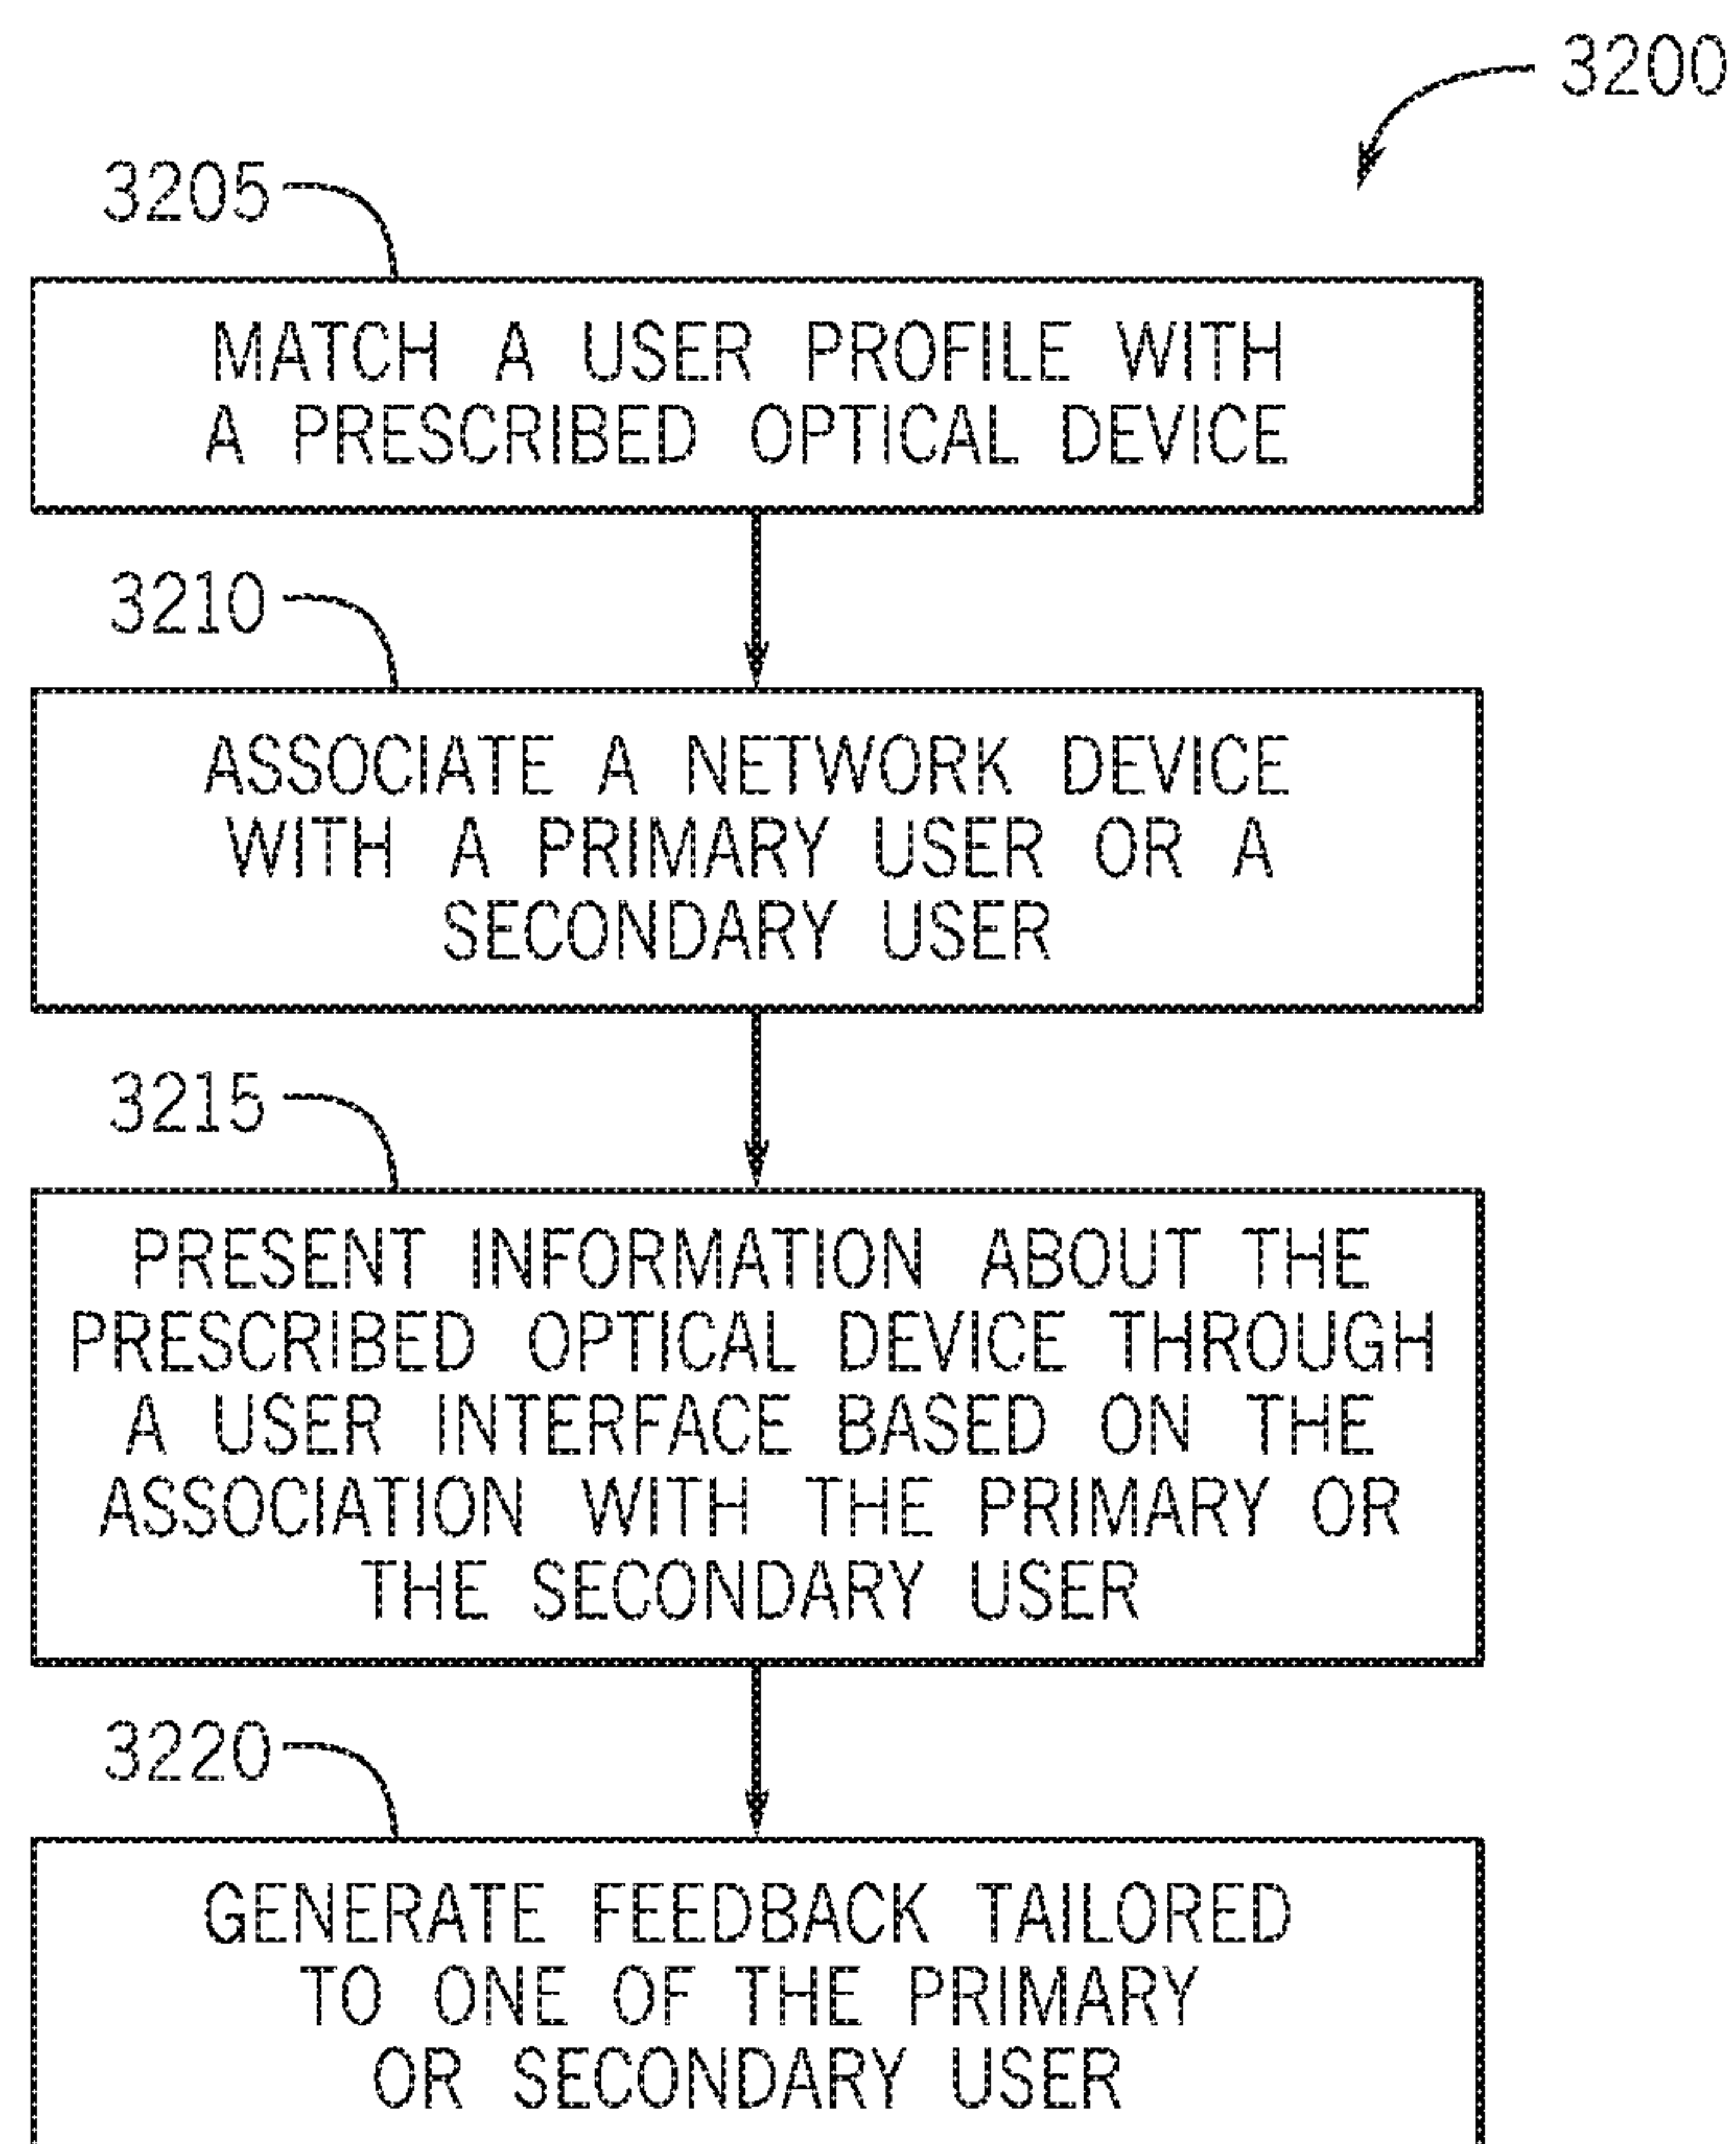 3200
3205
MATCH A USER PROFILE WITH
A PRESCRIBED OPTICAL DEVICE
3210
ASSOCIATE A NETWORK DEVICE
WITH A PRIMARY USER OR A
SECONDARY USER
3215
PRESENT INFORMATION ABOUT THE
PRESCRIBED OPTICAL DEVICE THROUGH
A USER INTERFACE BASED ON THE
ASSOCIATION WITH THE PRIMARY OR
THE SECONDARY USER
3220
GENERATE FEEDBACK TAILORED
TO ONE OF THE PRIMARY
OR SECONDARY USER